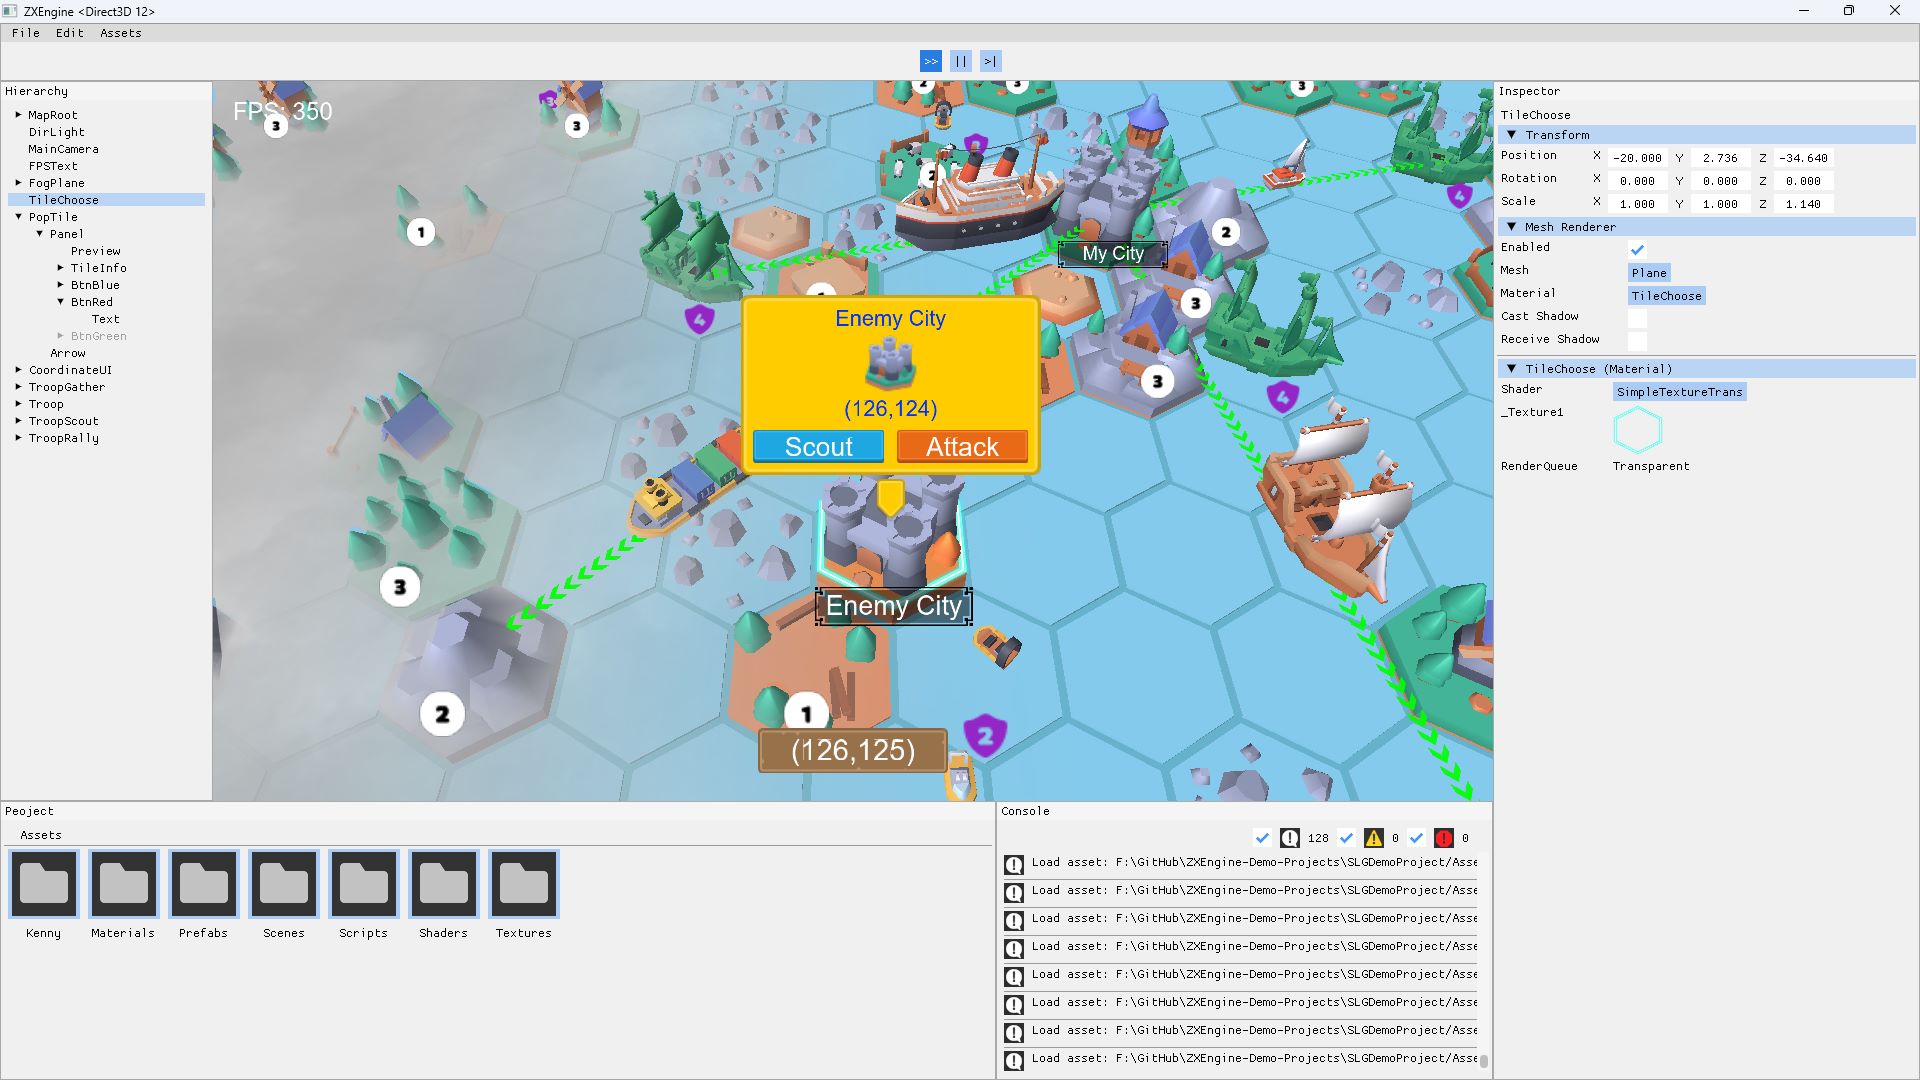 ZXEngine <Direct3D 12>
File Edit Assets
>> || >|
Hierarchy
MapRoot
DirLight
MainCamera
FPSText
FogPlane
TileChoose
PopTile
Panel
Preview
TileInfo
BtnBlue
BtnRed
Text
BtnGreen
Arrow
CoordinateUI
TroopGather
Troop
TroopScout
TroopRally
FPS: 350
3
3
3
2
3
3
2
4
1
2
My City
4
3
1
Enemy City
(126,124)
Scout Attack
3
4
3
Enemy City
2
1
2
(126,125)
Inspector
TileChoose
Transform
Position X -20.000 Y 2.736 Z -34.640
Rotation X 0.000 Y 0.000 Z 0.000
Scale X 1.000 Y 1.000 Z 1.140
Mesh Renderer
Enabled
Mesh Plane
Material TileChoose
Cast Shadow
Receive Shadow
TileChoose (Material)
Shader SimpleTextureTrans
_Texture1
RenderQueue Transparent
Peoject
Assets
Kenny Materials Prefabs Scenes Scripts Shaders Textures
Console
128 0 0
Load asset: F:\GitHub\ZXEngine-Demo-Projects\SLGDemoProject/Asse
Load asset: F:\GitHub\ZXEngine-Demo-Projects\SLGDemoProject/Asse
Load asset: F:\GitHub\ZXEngine-Demo-Projects\SLGDemoProject/Asse
Load asset: F:\GitHub\ZXEngine-Demo-Projects\SLGDemoProject/Asse
Load asset: F:\GitHub\ZXEngine-Demo-Projects\SLGDemoProject/Asse
Load asset: F:\GitHub\ZXEngine-Demo-Projects\SLGDemoProject/Asse
Load asset: F:\GitHub\ZXEngine-Demo-Projects\SLGDemoProject/Asse
Load asset: F:\GitHub\ZXEngine-Demo-Projects\SLGDemoProject/Asse